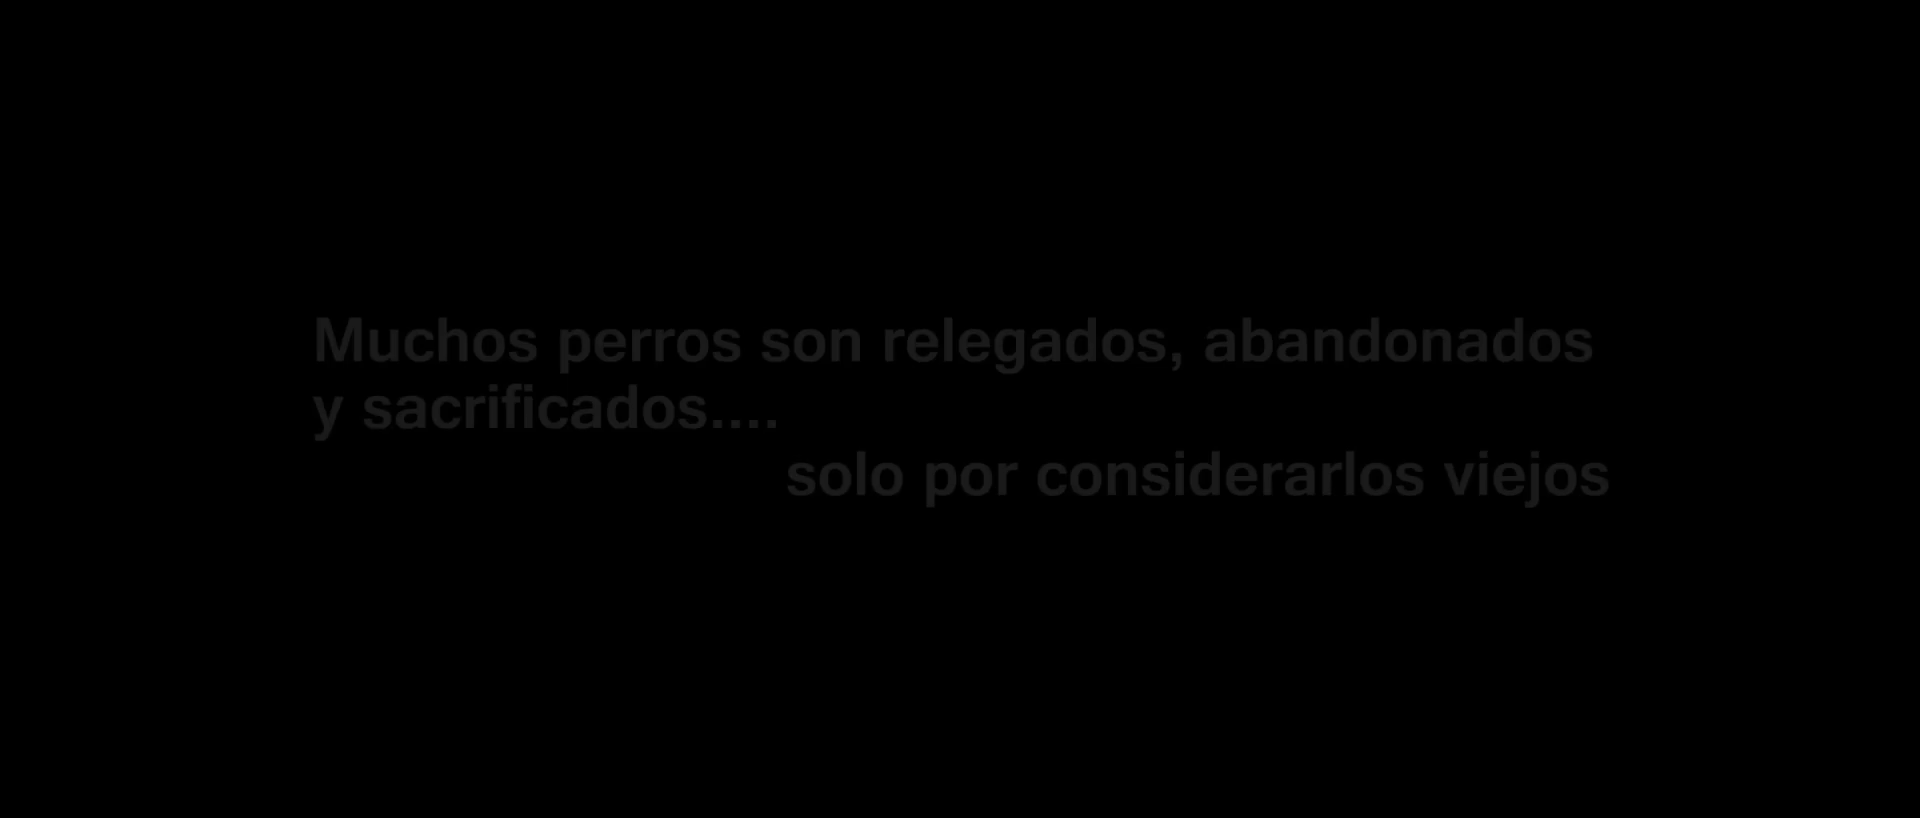 Muchos perros son relegados, abandonados
y sacrificados....
solo por considerarlos viejos